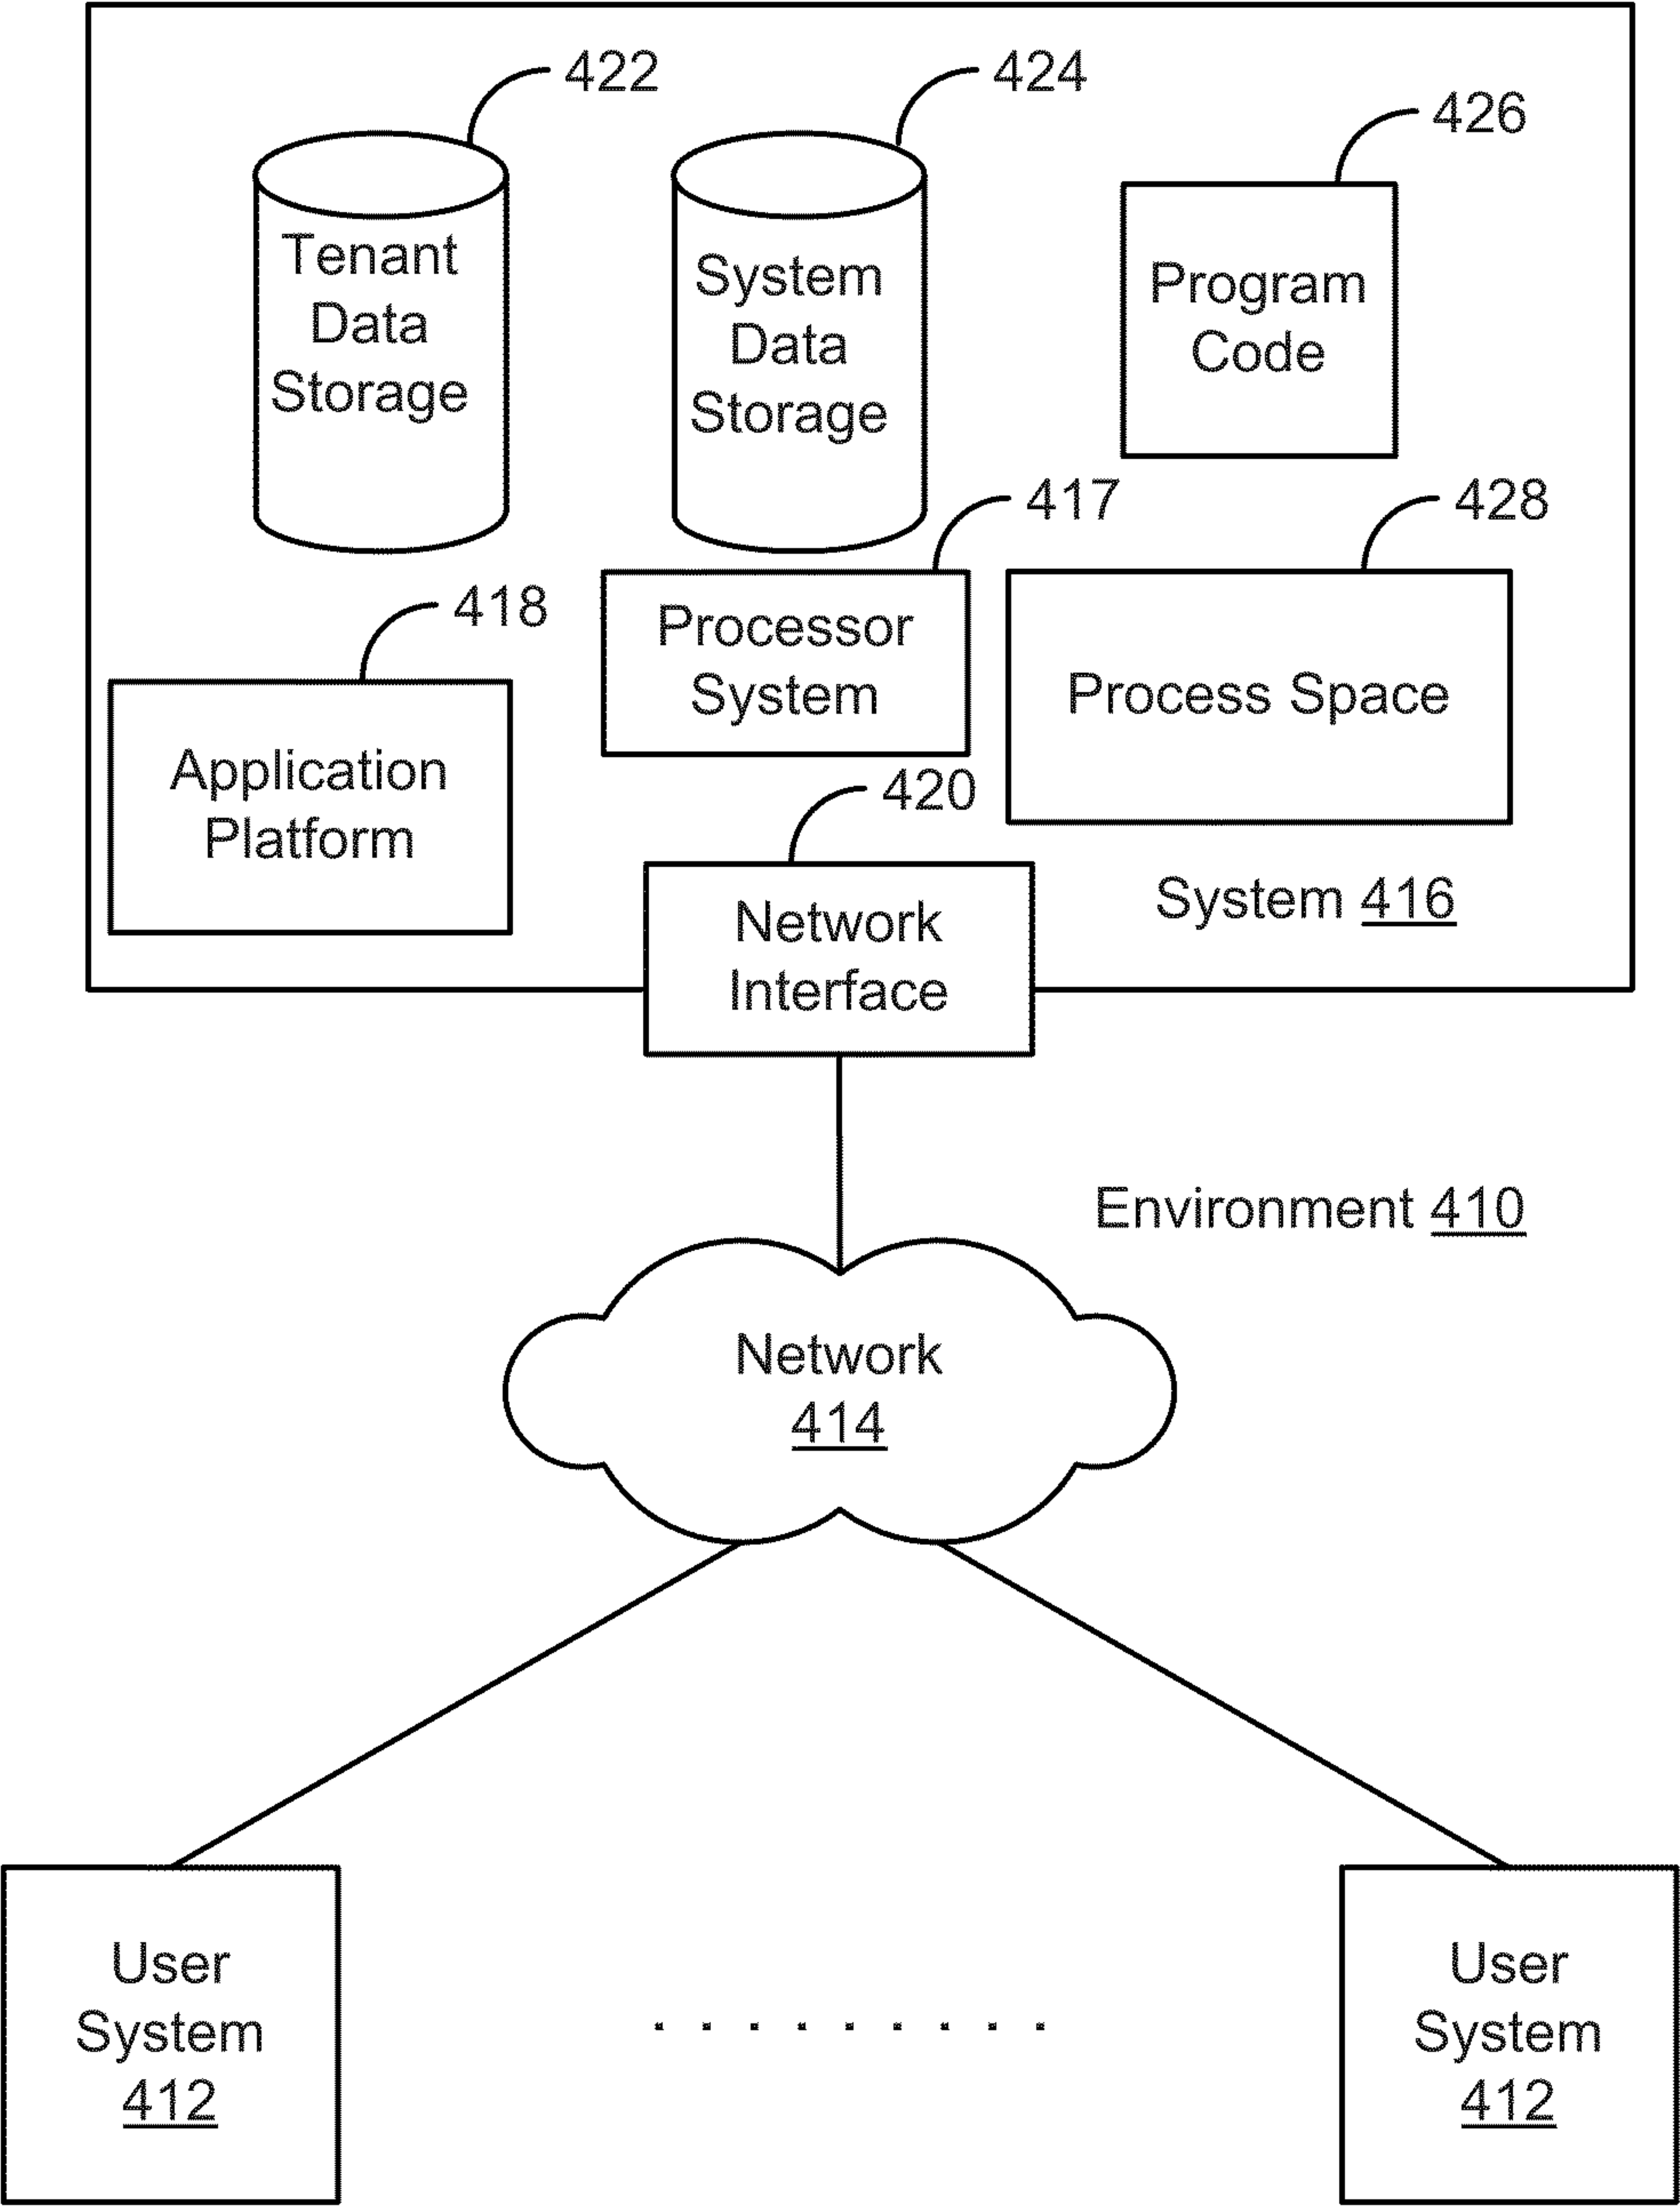 422
424
426
Tenant
Data
Storage
System
Data
Storage
Program
Code
417
428
418
Processor
System
Process Space
Application
Platform
420
Network
Interface
System 416
Environment 410
Network
414
User
System
412
. . . . . . . . .
User
System
412